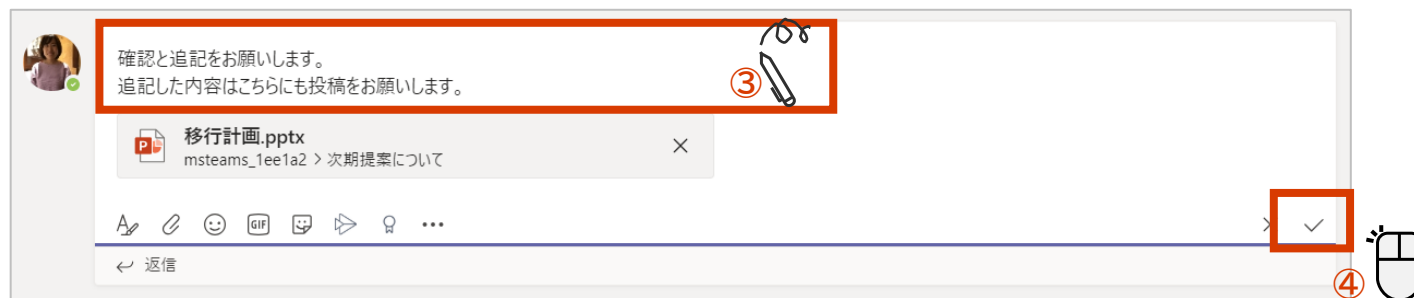 確認と追記をお願いします。
追記した内容はこちらにも投稿をお願いします。
③
P
移行計画.pptx
msteams_1ee1a2 > 次期提案について
GIF
返信
④